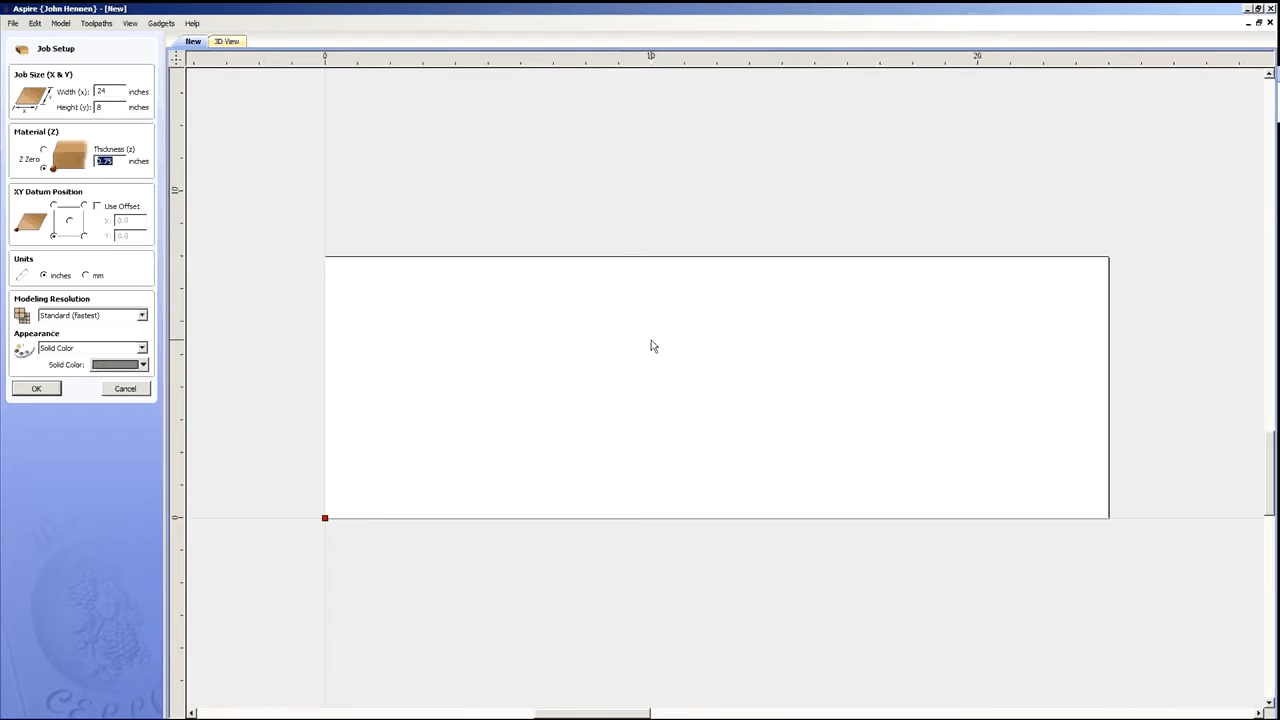 Aspire {John Hennen} - [New]
File Edit Model Toolpaths View Gadgets Help
New 3D View
Job Setup
0 10 20
Job Size (X & Y)
Width (x): 24 inches
Height (y): 8 inches
Material (Z)
Thickness (z)
Z Zero 0.75 inches
XY Datum Position
Use Offset
X: 0.0
Y: 0.0
10
Units
inches mm
Modeling Resolution
Standard (fastest)
Appearance
Solid Color
Solid Color:
OK Cancel
0